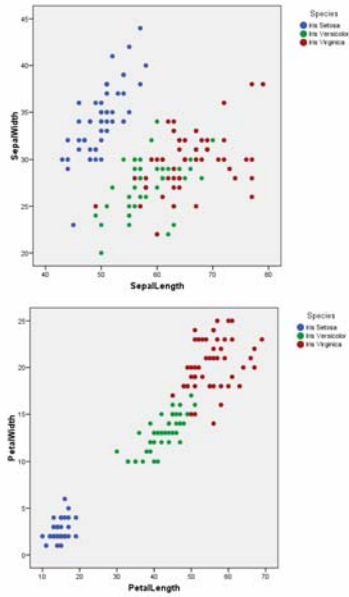 Species
Iris Setosa
Iris Versicolor
Iris Virginica
45
40
35
30
25
20
SepalWidth
40
50
60
70
80
SepalLength
Species
Iris Setosa
Iris Versicolor
Iris Virginica
25
20
15
10
5
0
PetalWidth
10
20
30
40
50
60
70
PetalLength